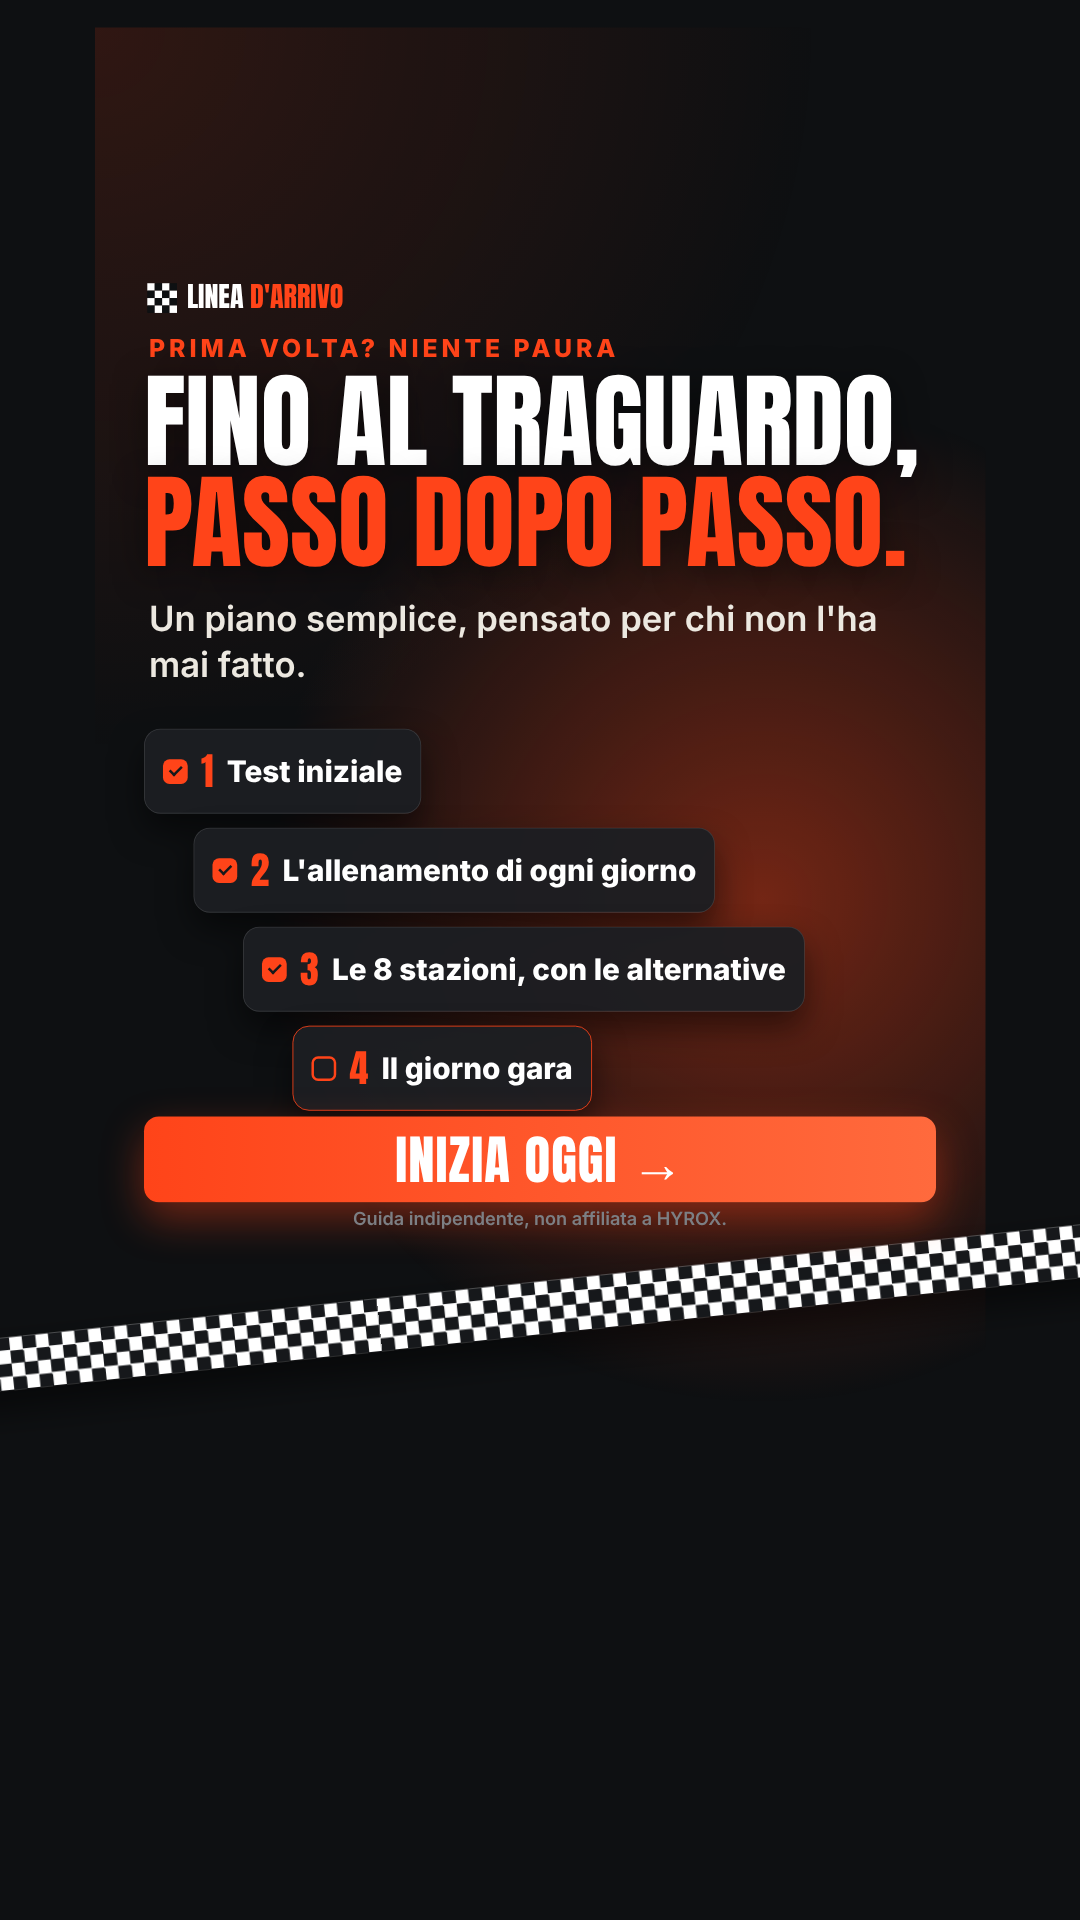 LINEA D'ARRIVO
PRIMA VOLTA? NIENTE PAURA
FINO AL TRAGUARDO,
PASSO DOPO PASSO.
Un piano semplice, pensato per chi non l'ha
mai fatto.
1 Test iniziale
2 L'allenamento di ogni giorno
3 Le 8 stazioni, con le alternative
4 Il giorno gara
INIZIA OGGI →
Guida indipendente, non affiliata a HYROX.